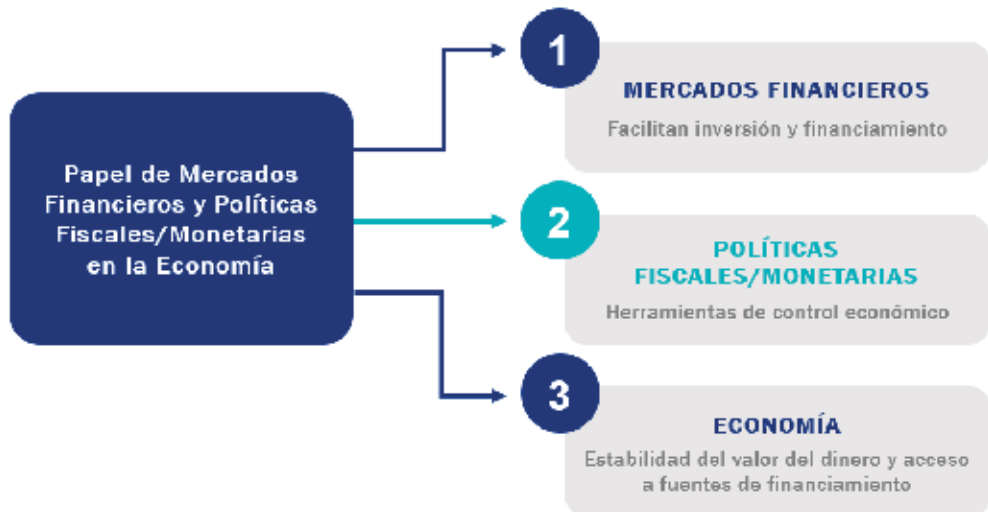 Papel de Mercados
Financieros y Políticas
Fiscales/Monetarias
en la Economía
1
MERCADOS FINANCIEROS
Facilitan inversión y financiamiento
2
POLÍTICAS
FISCALES/MONETARIAS
Herramientas de control económico
3
ECONOMÍA
Estabilidad del valor del dinero y acceso
a fuentes de financiamiento